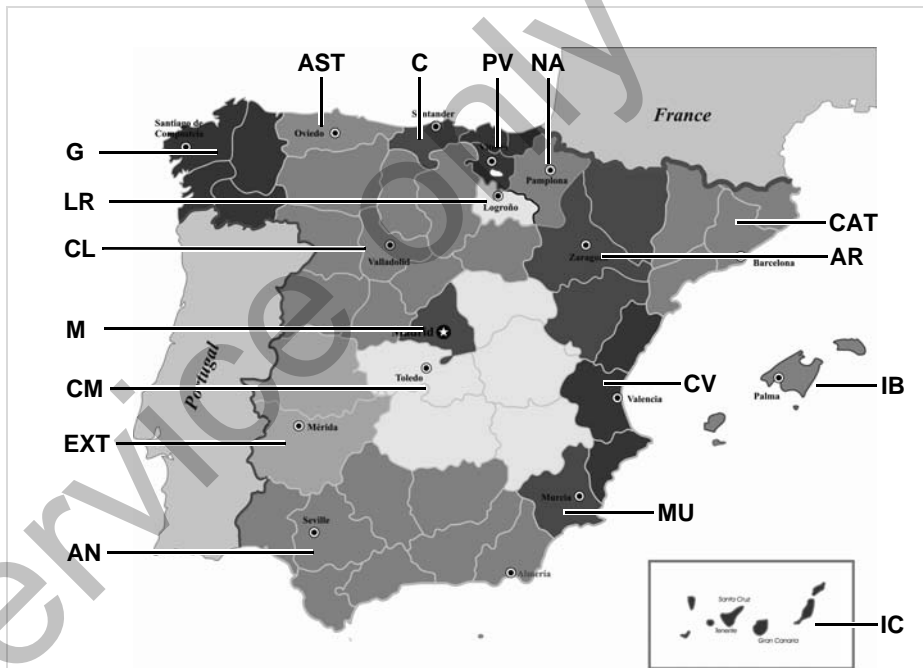 AST C PV NA
Santander
France
Santiago de
Compostela
Oviedo
G
Pamplona
LR
Logroño
CAT
CL
Valladolid
AR
Barcelona
M
Madrid
Portugal
Toledo
CM
CV
Valencia
Palma
IB
EXT
Mérida
Murcia
MU
Seville
AN
Almería
Santa Cruz
Tenerife
Gran Canaria
IC
service only